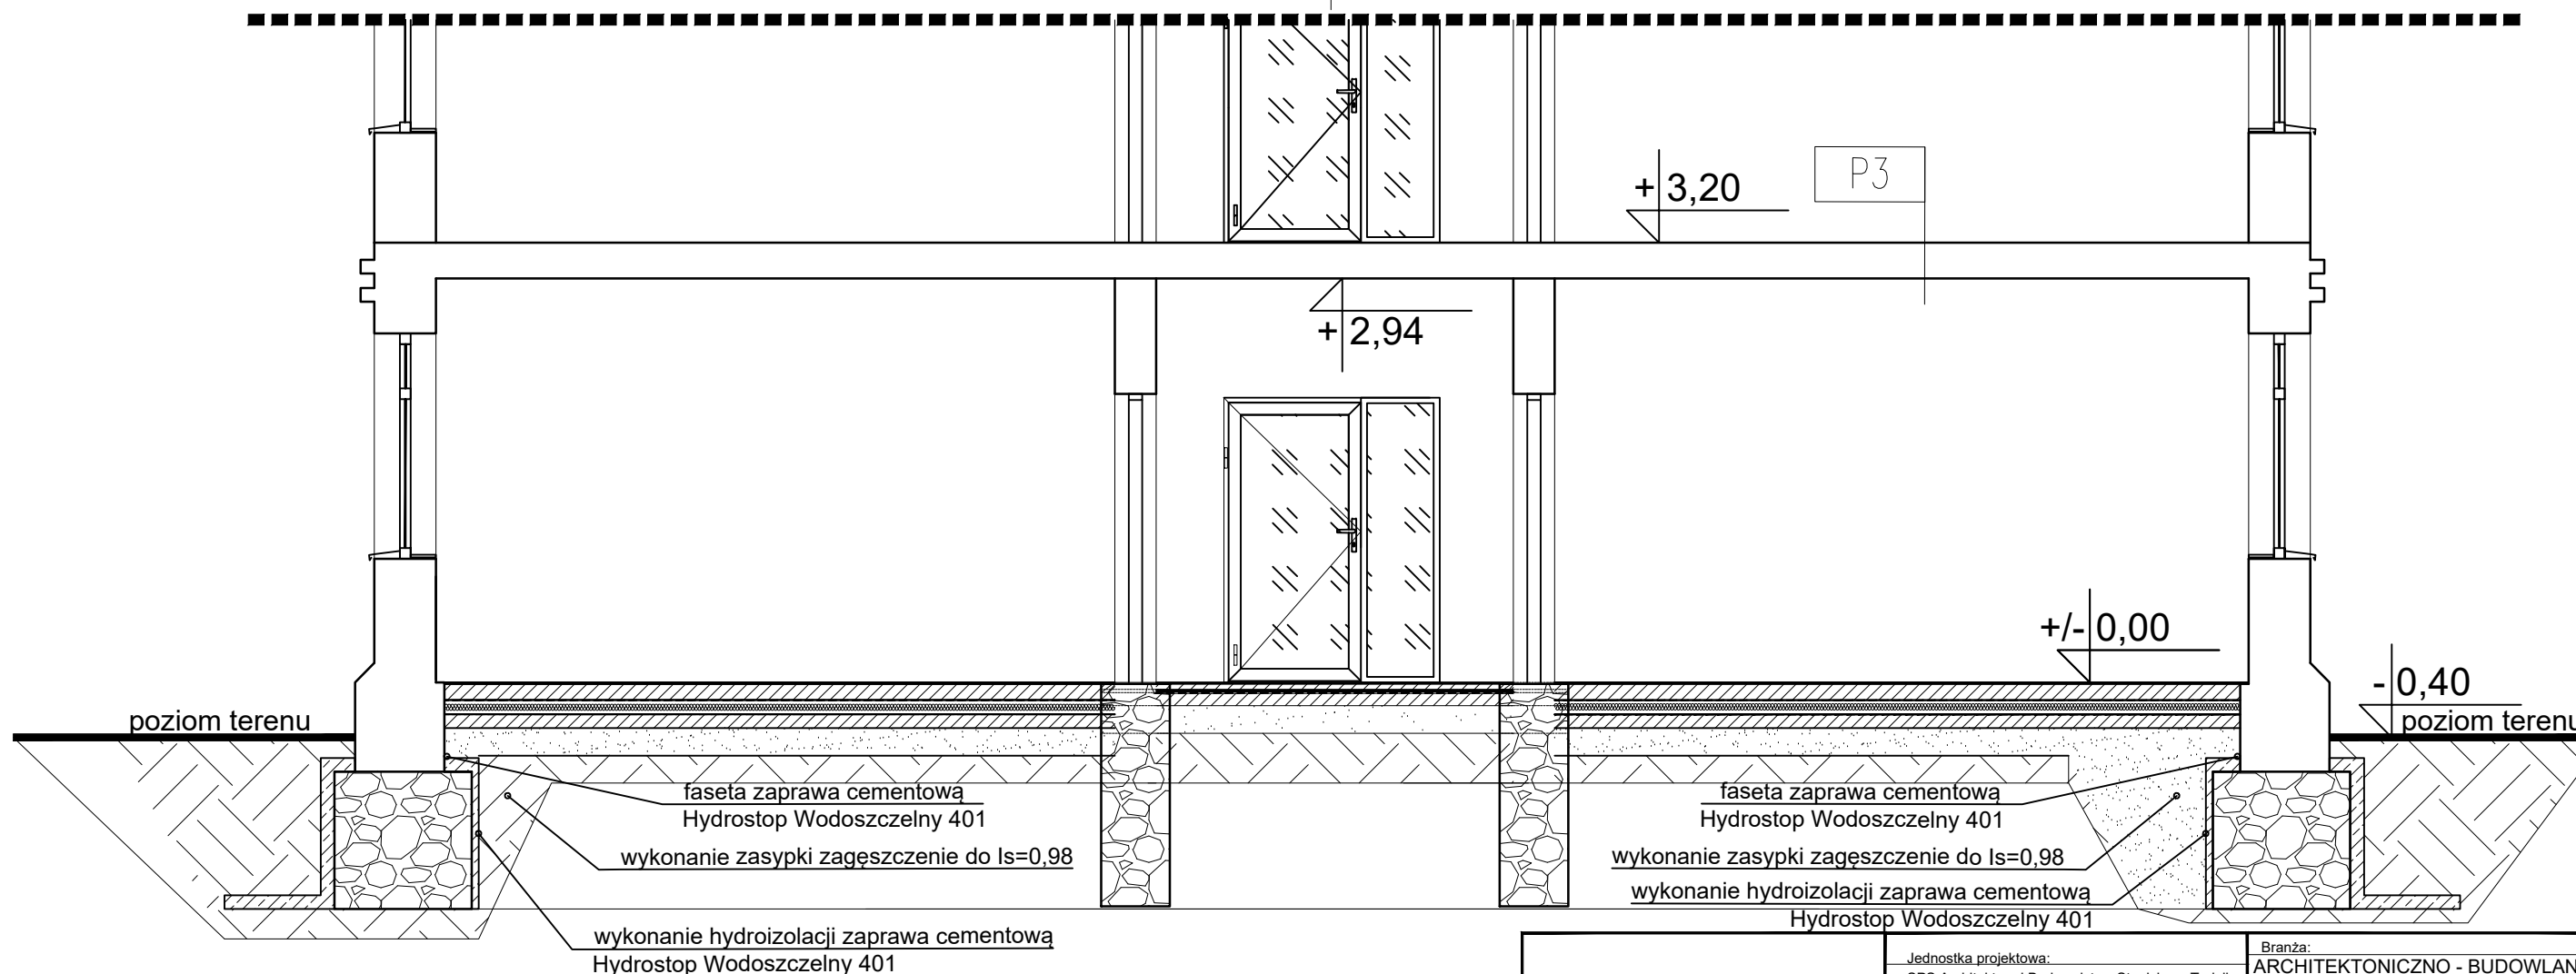 P3
+ 3,20
+ 2,94
+/- 0,00
- 0,40
poziom terenu
poziom terenu
faseta zaprawa cementową
Hydrostop Wodoszczelny 401
wykonanie zasypki zagęszczenie do Is=0,98
wykonanie hydroizolacji zaprawa cementową
Hydrostop Wodoszczelny 401
faseta zaprawa cementową
Hydrostop Wodoszczelny 401
wykonanie zasypki zagęszczenie do Is=0,98
wykonanie hydroizolacji zaprawa cementową
Hydrostop Wodoszczelny 401
Jednostka projektowa:
Branża:
ARCHITEKTONICZNO - BUDOWLAN